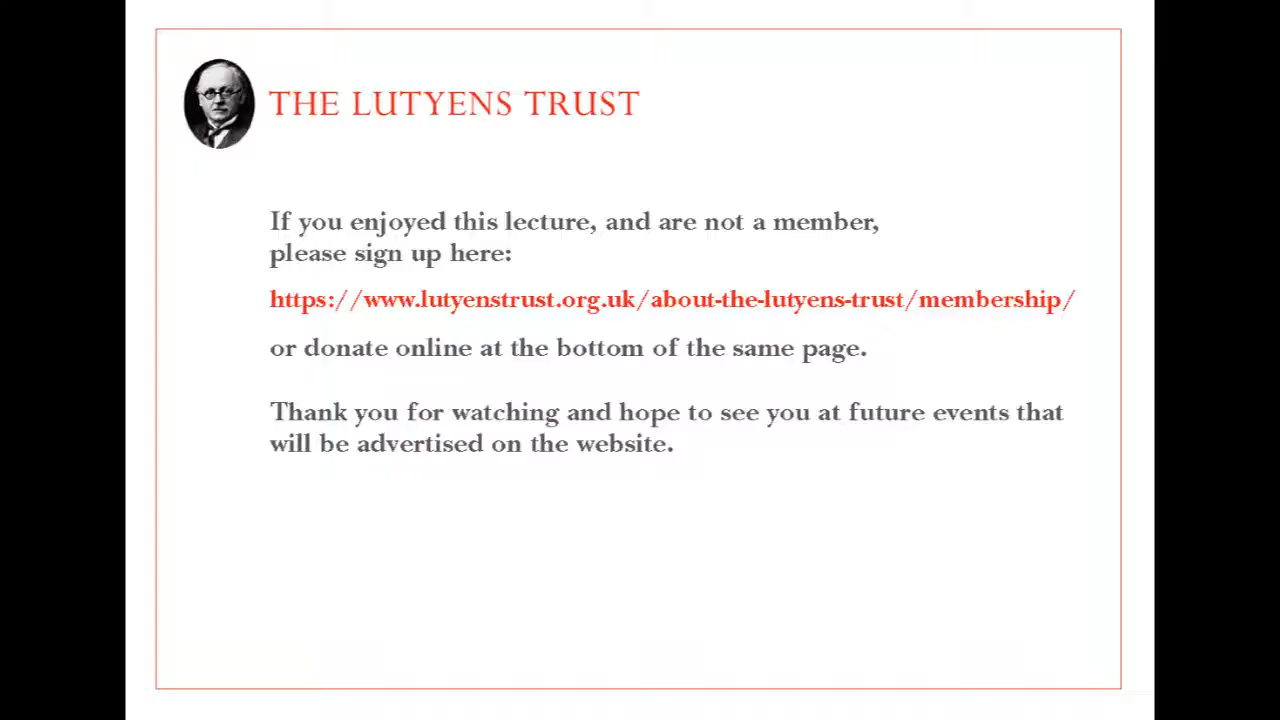 THE LUTYENS TRUST
If you enjoyed this lecture, and are not a member,
please sign up here:
https://www.lutyenstrust.org.uk/about-the-lutyens-trust/membership/
or donate online at the bottom of the same page.
Thank you for watching and hope to see you at future events that
will be advertised on the website.